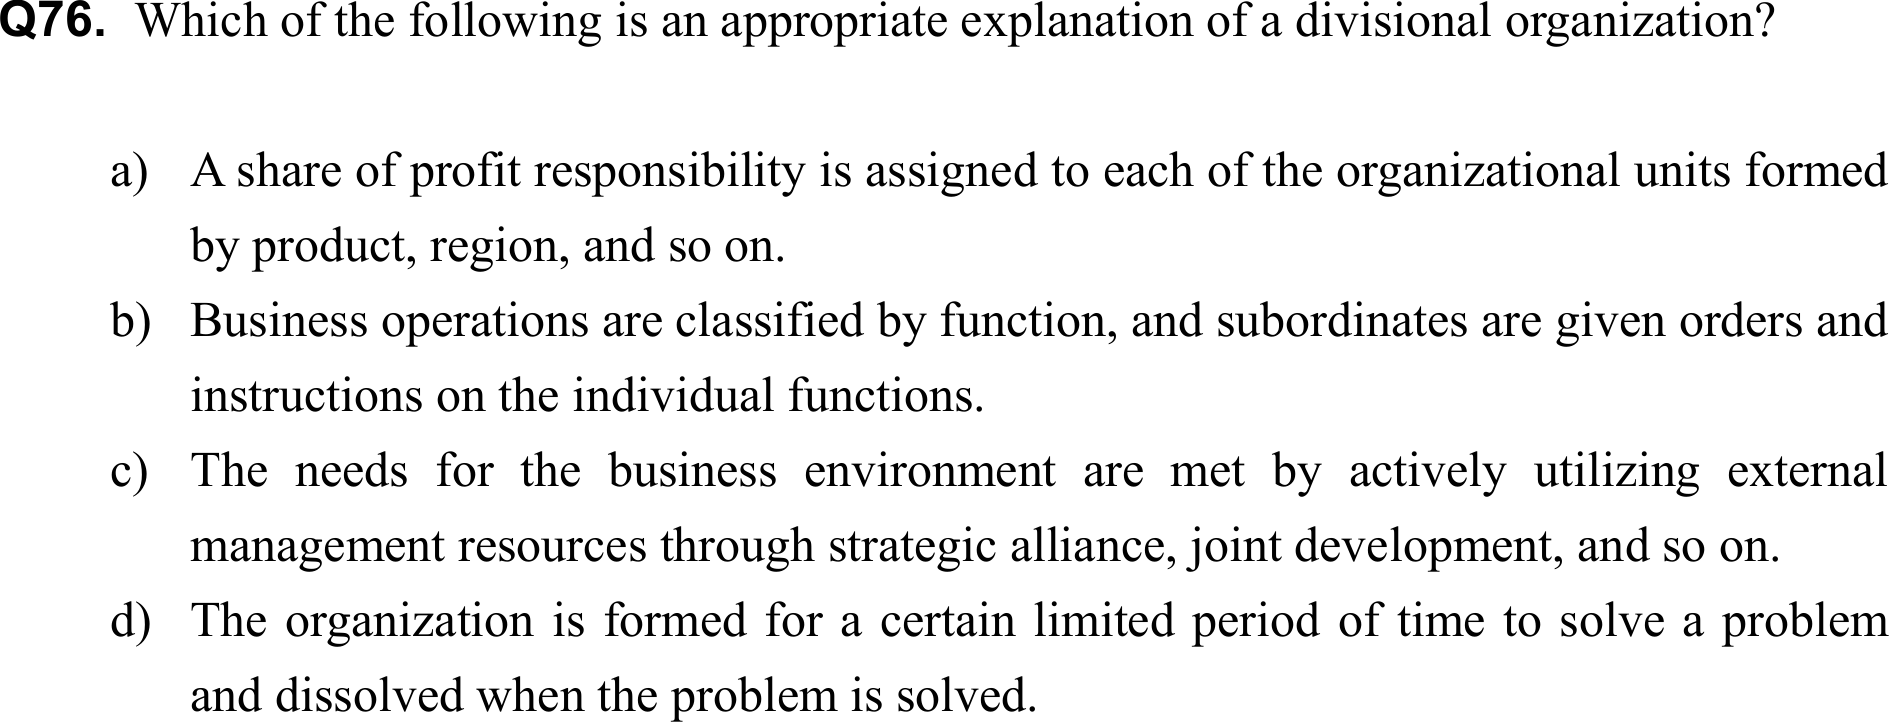 Q76. Which of the following is an appropriate explanation of a divisional organization?
a) A share of profit responsibility is assigned to each of the organizational units formed
by product, region, and so on.
b) Business operations are classified by function, and subordinates are given orders and
instructions on the individual functions.
c) The needs for the business environment are met by actively utilizing external
management resources through strategic alliance, joint development, and so on.
d) The organization is formed for a certain limited period of time to solve a problem
and dissolved when the problem is solved.